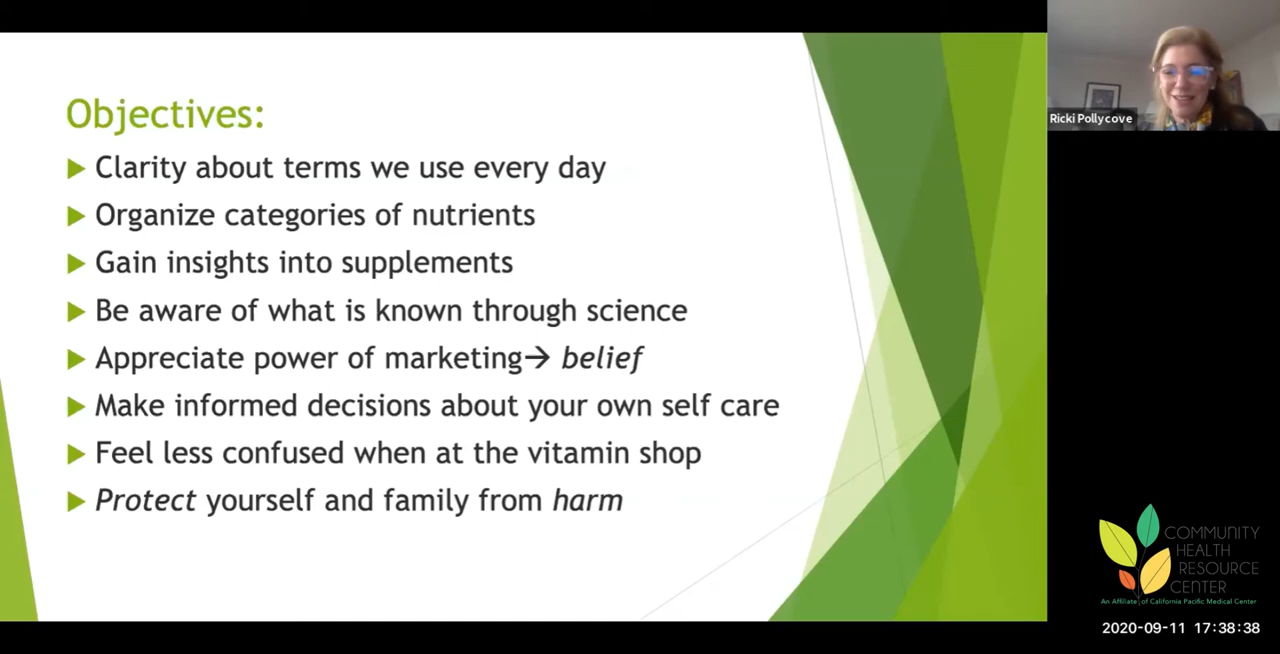 Objectives:
Clarity about terms we use every day
Organize categories of nutrients
Gain insights into supplements
Be aware of what is known through science
Appreciate power of marketing→ belief
Make informed decisions about your own self care
Feel less confused when at the vitamin shop
Protect yourself and family from harm
Ricki Pollycove
COMMUNITY
HEALTH
RESOURCE
CENTER
An Affiliate of California Pacific Medical Center
2020-09-11 17:38:38